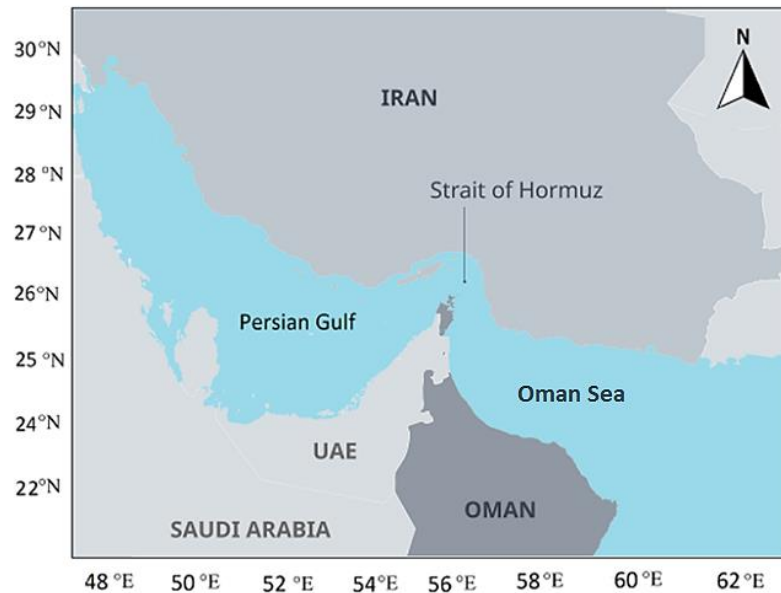 30°N
29 °N
28 °N
27 °N
26 °N
25 °N
24 °N
22 °N
N
IRAN
Strait of Hormuz
Persian Gulf
Oman Sea
UAE
OMAN
SAUDI ARABIA
48 °E 50 °E 52 °E 54 °E 56 °E 58 °E 60 °E 62 °E